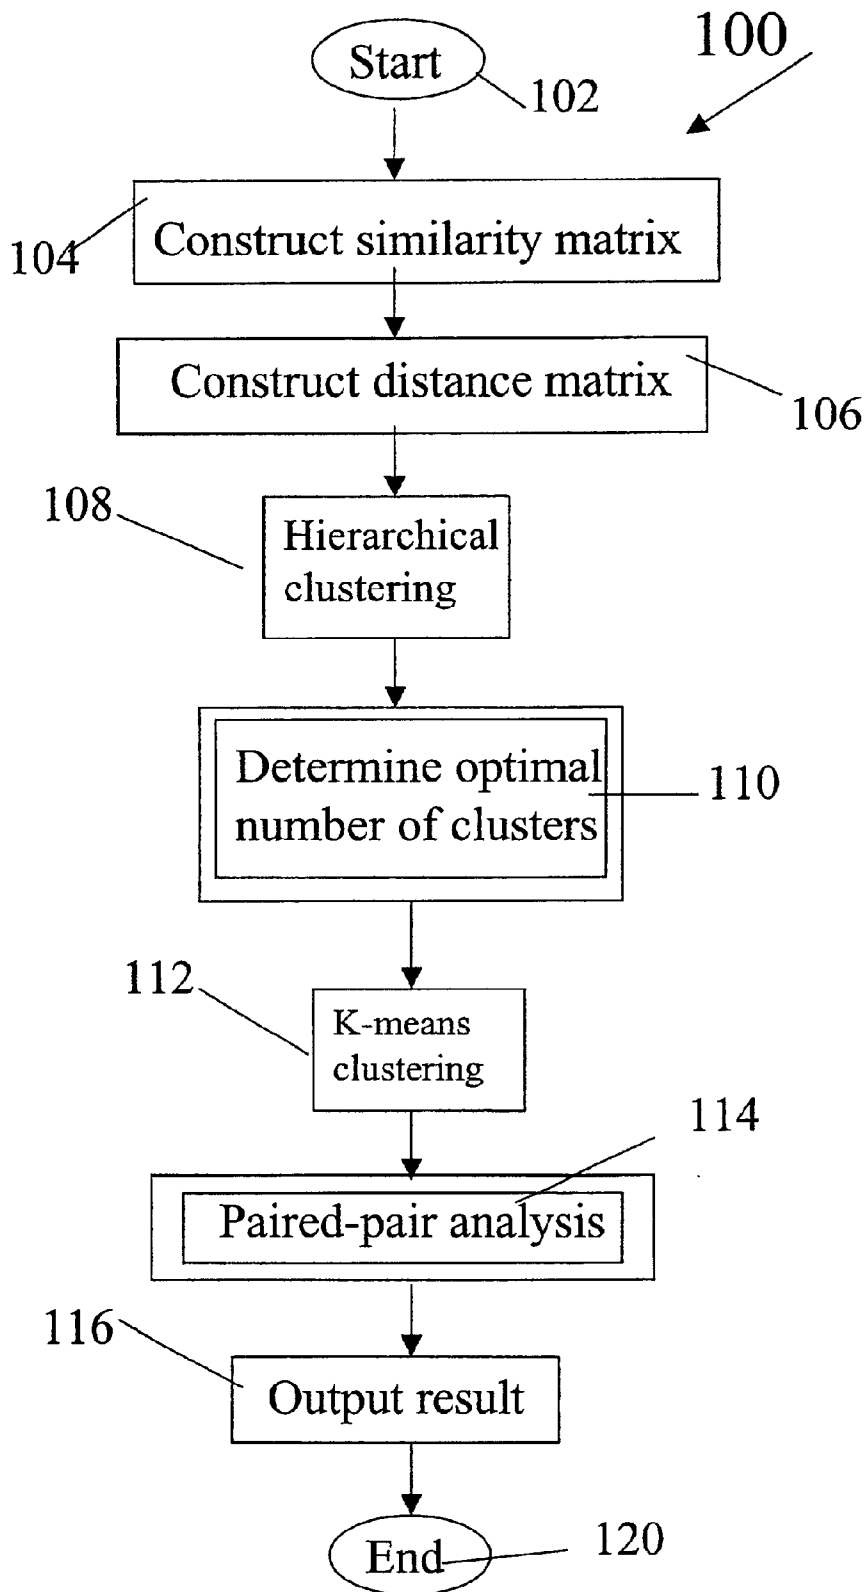 100
Start
102
Construct similarity matrix
104
Construct distance matrix
106
108
Hierarchical
clustering
Determine optimal
number of clusters
110
112
K-means
clustering
114
Paired-pair analysis
116
Output result
End
120